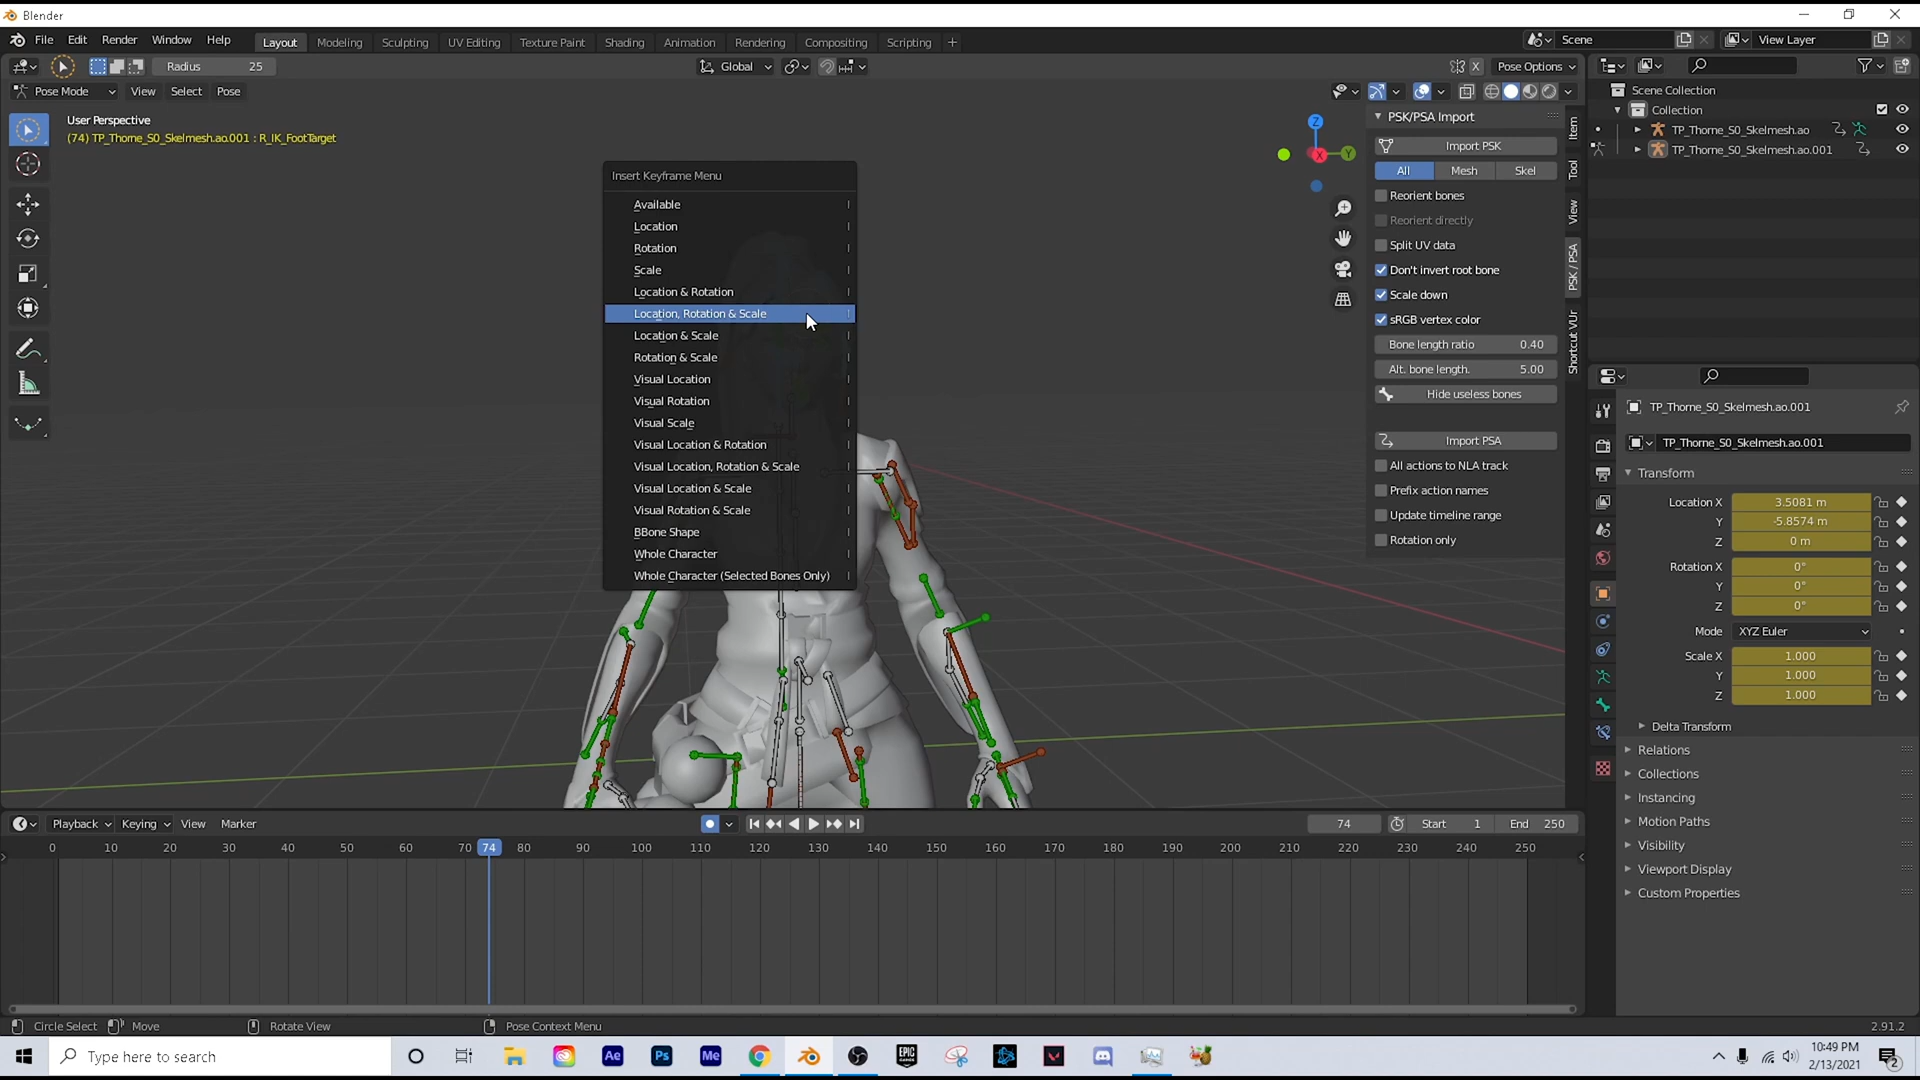 Blender
File Edit Render Window Help Layout Modeling Sculpting UV Editing Texture Paint Shading Animation Rendering Compositing Scripting + Scene View Layer
Radius 25 Global X Pose Options
Pose Mode View Select Pose
User Perspective
(74) TP_Thorne_S0_Skelmesh.ao.001 : R_IK_FootTarget
Insert Keyframe Menu
Available I
Location I
Rotation I
Scale I
Location & Rotation I
Location, Rotation & Scale I
Location & Scale I
Rotation & Scale I
Visual Location I
Visual Rotation I
Visual Scale I
Visual Location & Rotation I
Visual Location, Rotation & Scale I
Visual Location & Scale I
Visual Rotation & Scale I
BBone Shape I
Whole Character I
Whole Character (Selected Bones Only) I
Z
X
Y
PSK/PSA Import
Import PSK
All Mesh Skel
Reorient bones
Reorient directly
Split UV data
Don't invert root bone
Scale down
sRGB vertex color
Bone length ratio 0.40
Alt. bone length. 5.00
Hide useless bones
Import PSA
All actions to NLA track
Prefix action names
Update timeline range
Rotation only
Item
Tool
View
PSK / PSA
Shortcut VUr
Scene Collection
Collection
TP_Thorne_S0_Skelmesh.ao
TP_Thorne_S0_Skelmesh.ao.001
TP_Thorne_S0_Skelmesh.ao.001
TP_Thorne_S0_Skelmesh.ao.001
Transform
Location X 3.5081 m
Y -5.8574 m
Z 0 m
Rotation X 0°
Y 0°
Z 0°
Mode XYZ Euler
Scale X 1.000
Y 1.000
Z 1.000
Delta Transform
Relations
Collections
Instancing
Motion Paths
Visibility
Viewport Display
Custom Properties
Playback Keying View Marker 74 Start 1 End 250
0 10 20 30 40 50 60 70 74 80 90 100 110 120 130 140 150 160 170 180 190 200 210 220 230 240 250
Circle Select Move Rotate View Pose Context Menu 2.91.2
Type here to search
Ae Ps Me EPIC GAMES
10:49 PM
2/13/2021
2